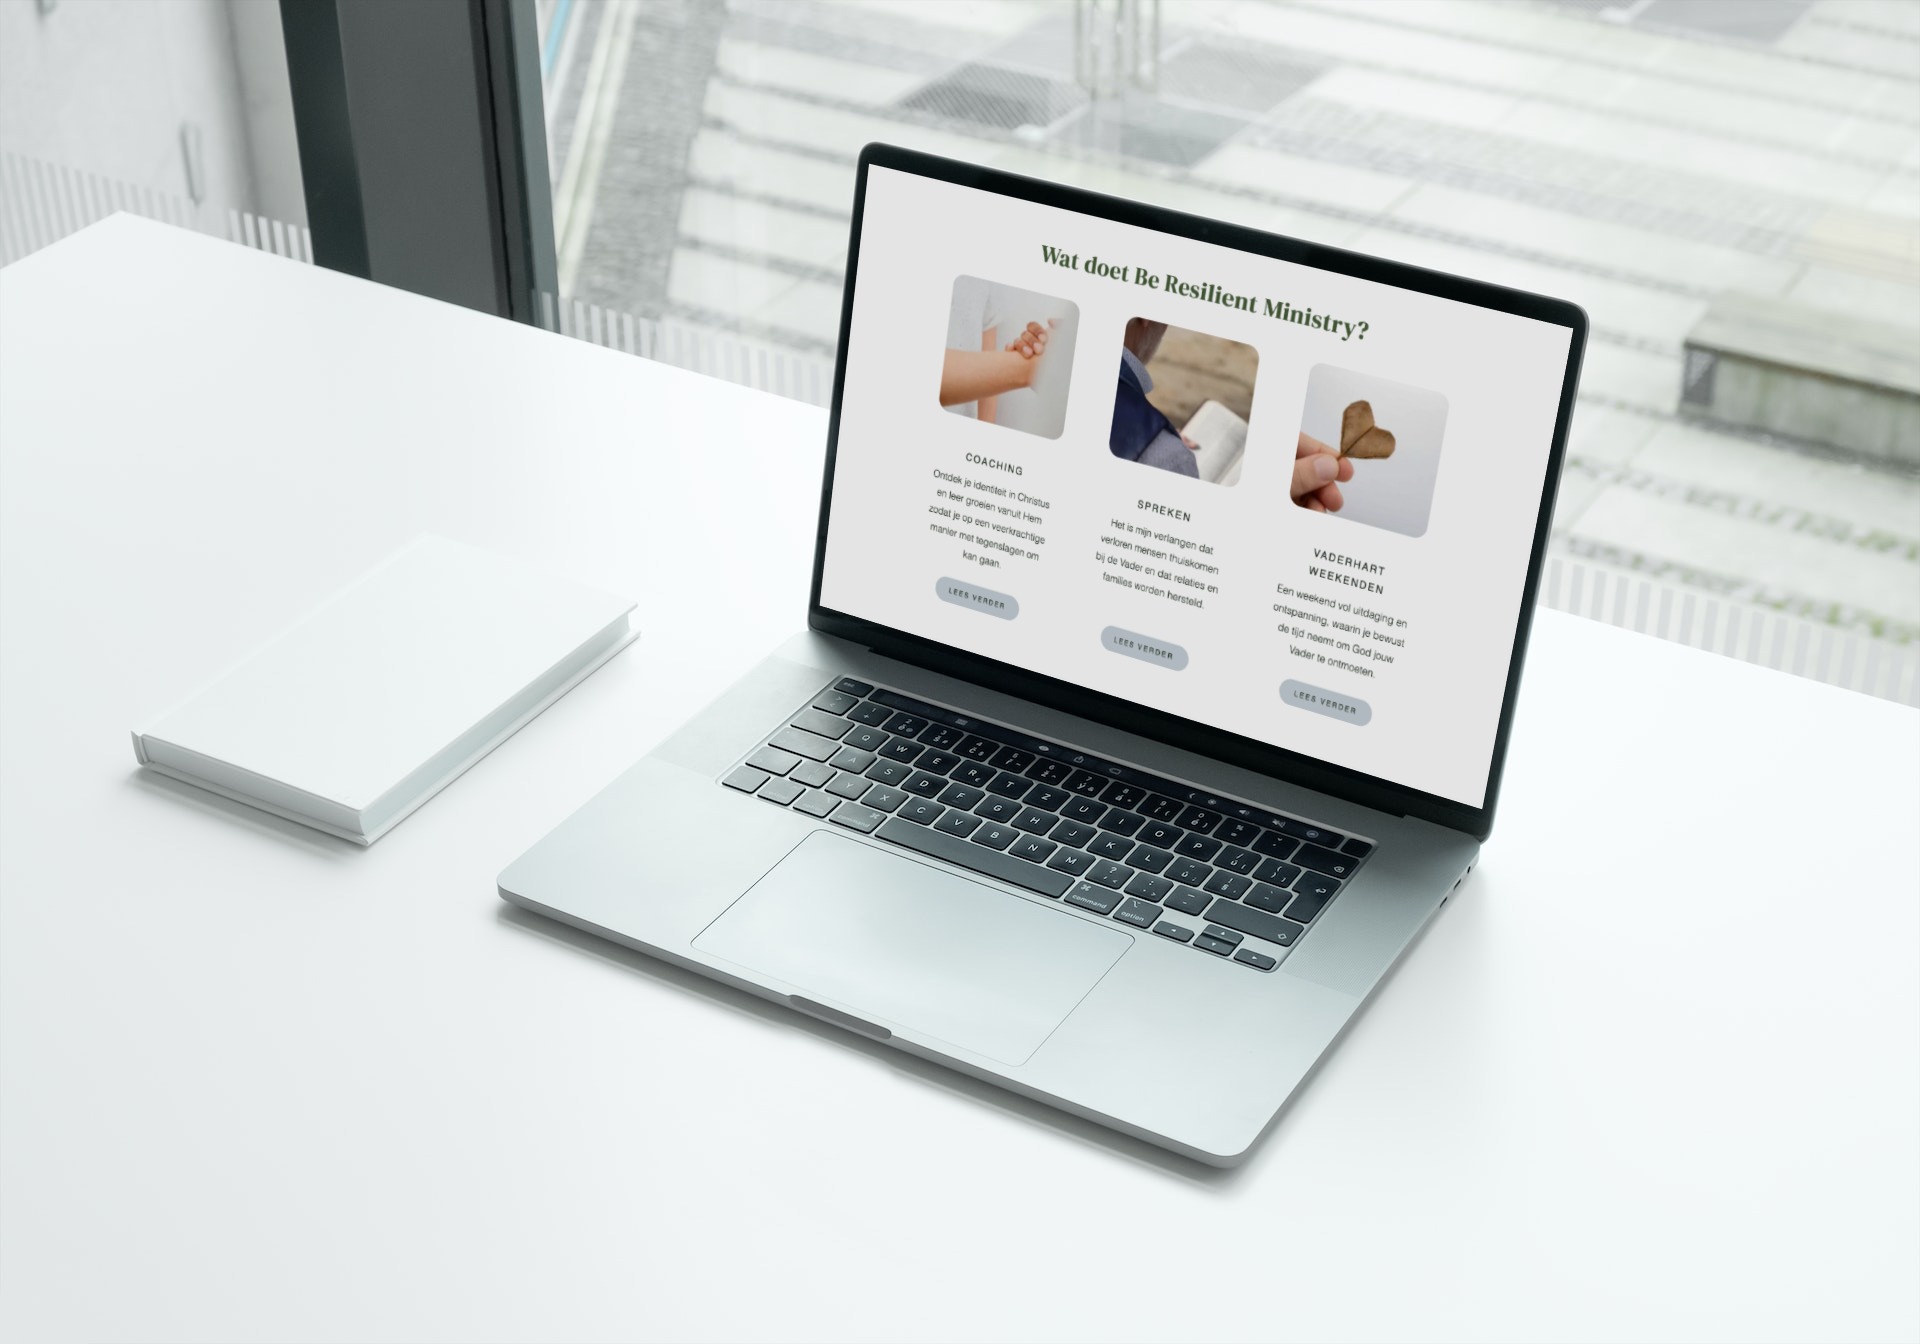 Wat doet Be Resilient Ministry?
COACHING
Ontdek je identiteit in Christus
en leer groeien vanuit Hem
zodat je op een veerkrachtige
manier met tegenslagen om
kan gaan.
LEES VERDER
SPREKEN
Het is mijn verlangen dat
verloren mensen thuiskomen
bij de Vader en dat relaties en
families worden hersteld.
LEES VERDER
VADERHART
WEEKENDEN
Een weekend vol uitdaging en
ontspanning, waarin je bewust
de tijd neemt om God jouw
Vader te ontmoeten.
LEES VERDER
Q W E R T Z U I O P
A S D F G H J K L
Y X C V B N M
command
command
option